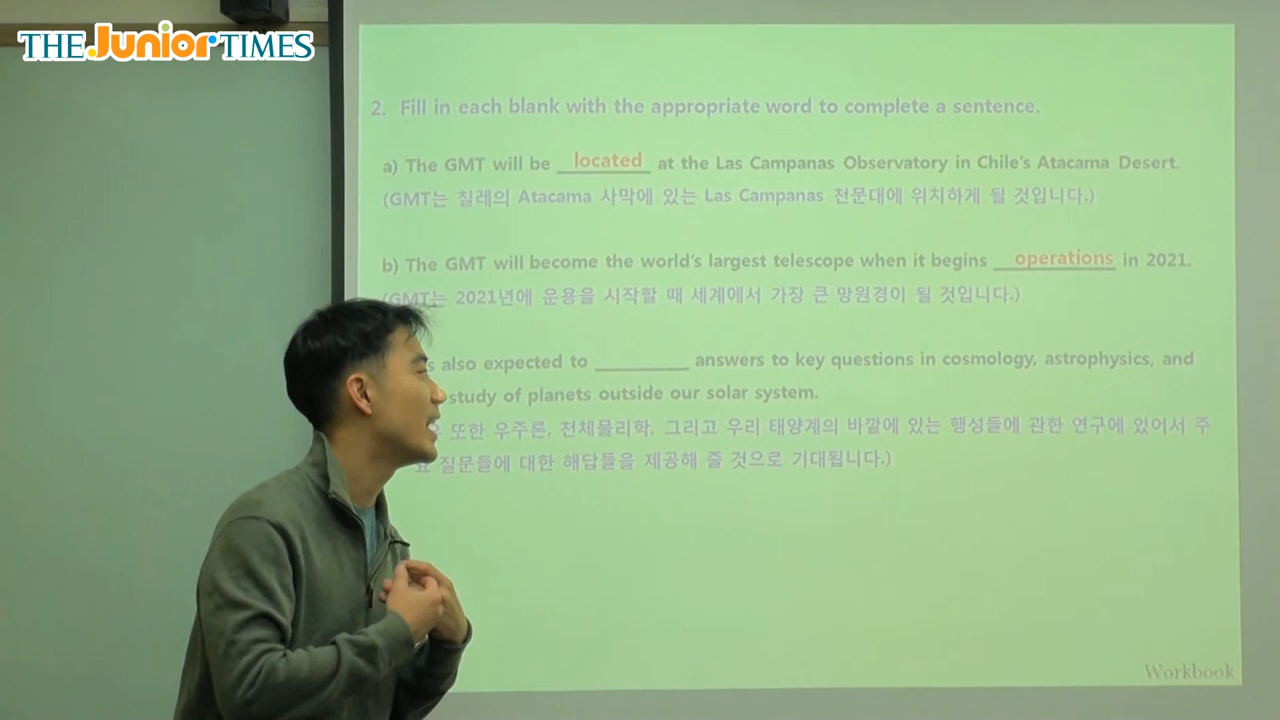 THE Junior TIMES
2. Fill in each blank with the appropriate word to complete a sentence.
a) The GMT will be located at the Las Campanas Observatory in Chile's Atacama Desert.
(GMT는 칠레의 Atacama 사막에 있는 Las Campanas 천문대에 위치하게 될 것입니다.)
b) The GMT will become the world's largest telescope when it begins operations in 2021.
(GMT는 2021년에 운용을 시작할 때 세계에서 가장 큰 망원경이 될 것입니다.)
also expected to ________ answers to key questions in cosmology, astrophysics, and
study of planets outside our solar system.
또한 우주론, 천체물리학, 그리고 우리 태양계의 바깥에 있는 행성들에 관한 연구에 있어서 주
요 질문들에 대한 해답들을 제공해 줄 것으로 기대됩니다.)
Workbook